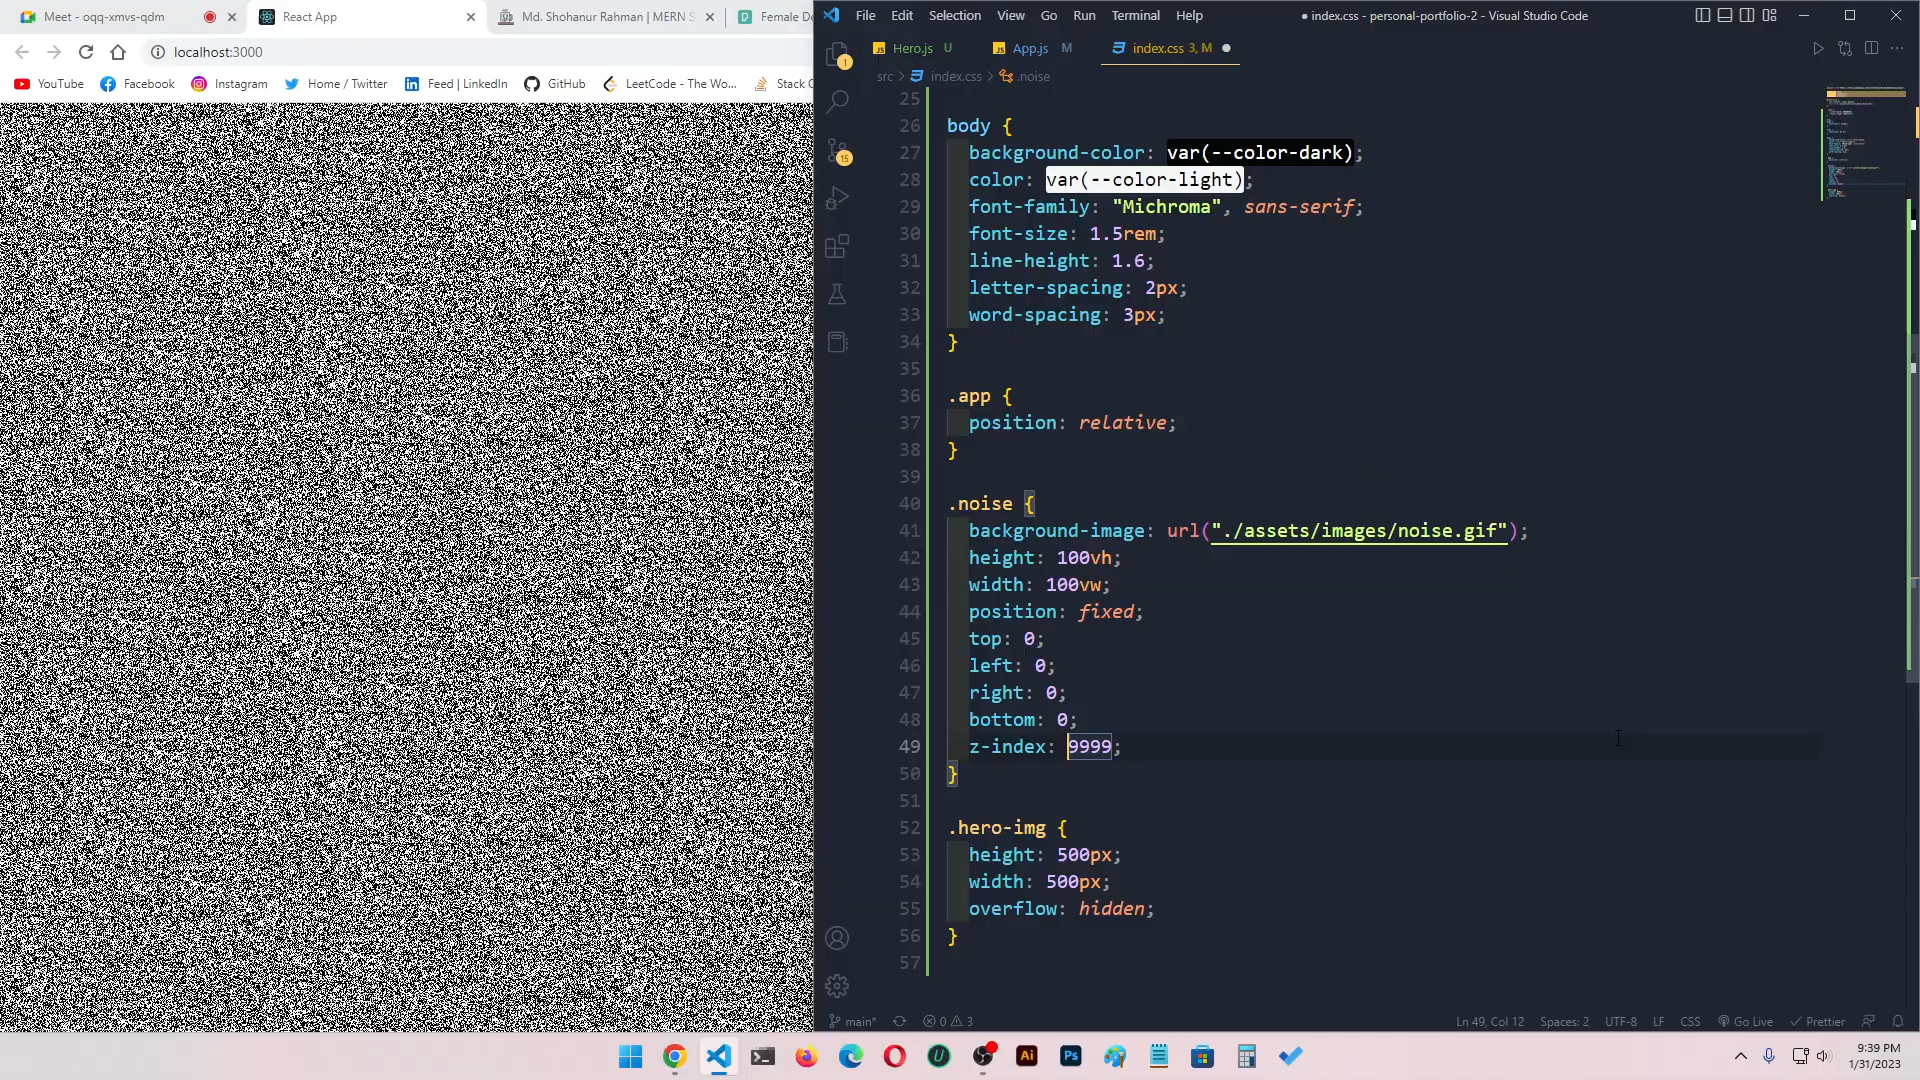 Meet - oqq-xmvs-qdm
React App
Md. Shohanur Rahman | MERN S
Female De
File Edit Selection View Go Run Terminal Help
● index.css - personal-portfolio-2 - Visual Studio Code
localhost:3000
Hero.js U
App.js M
index.css 3, M
YouTube
Facebook
Instagram
Home / Twitter
Feed | LinkedIn
GitHub
LeetCode - The Wo...
Stack C
src > index.css > .noise
1
15
25
26 body {
27 background-color: var(--color-dark);
28 color: var(--color-light);
29 font-family: "Michroma", sans-serif;
30 font-size: 1.5rem;
31 line-height: 1.6;
32 letter-spacing: 2px;
33 word-spacing: 3px;
34 }
35
36 .app {
37 position: relative;
38 }
39
40 .noise {
41 background-image: url("./assets/images/noise.gif");
42 height: 100vh;
43 width: 100vw;
44 position: fixed;
45 top: 0;
46 left: 0;
47 right: 0;
48 bottom: 0;
49 z-index: 9999;
50 }
51
52 .hero-img {
53 height: 500px;
54 width: 500px;
55 overflow: hidden;
56 }
57
main* 0 3
Ln 49, Col 12 Spaces: 2 UTF-8 LF CSS Go Live Prettier
Ai
Ps
9:39 PM
1/31/2023